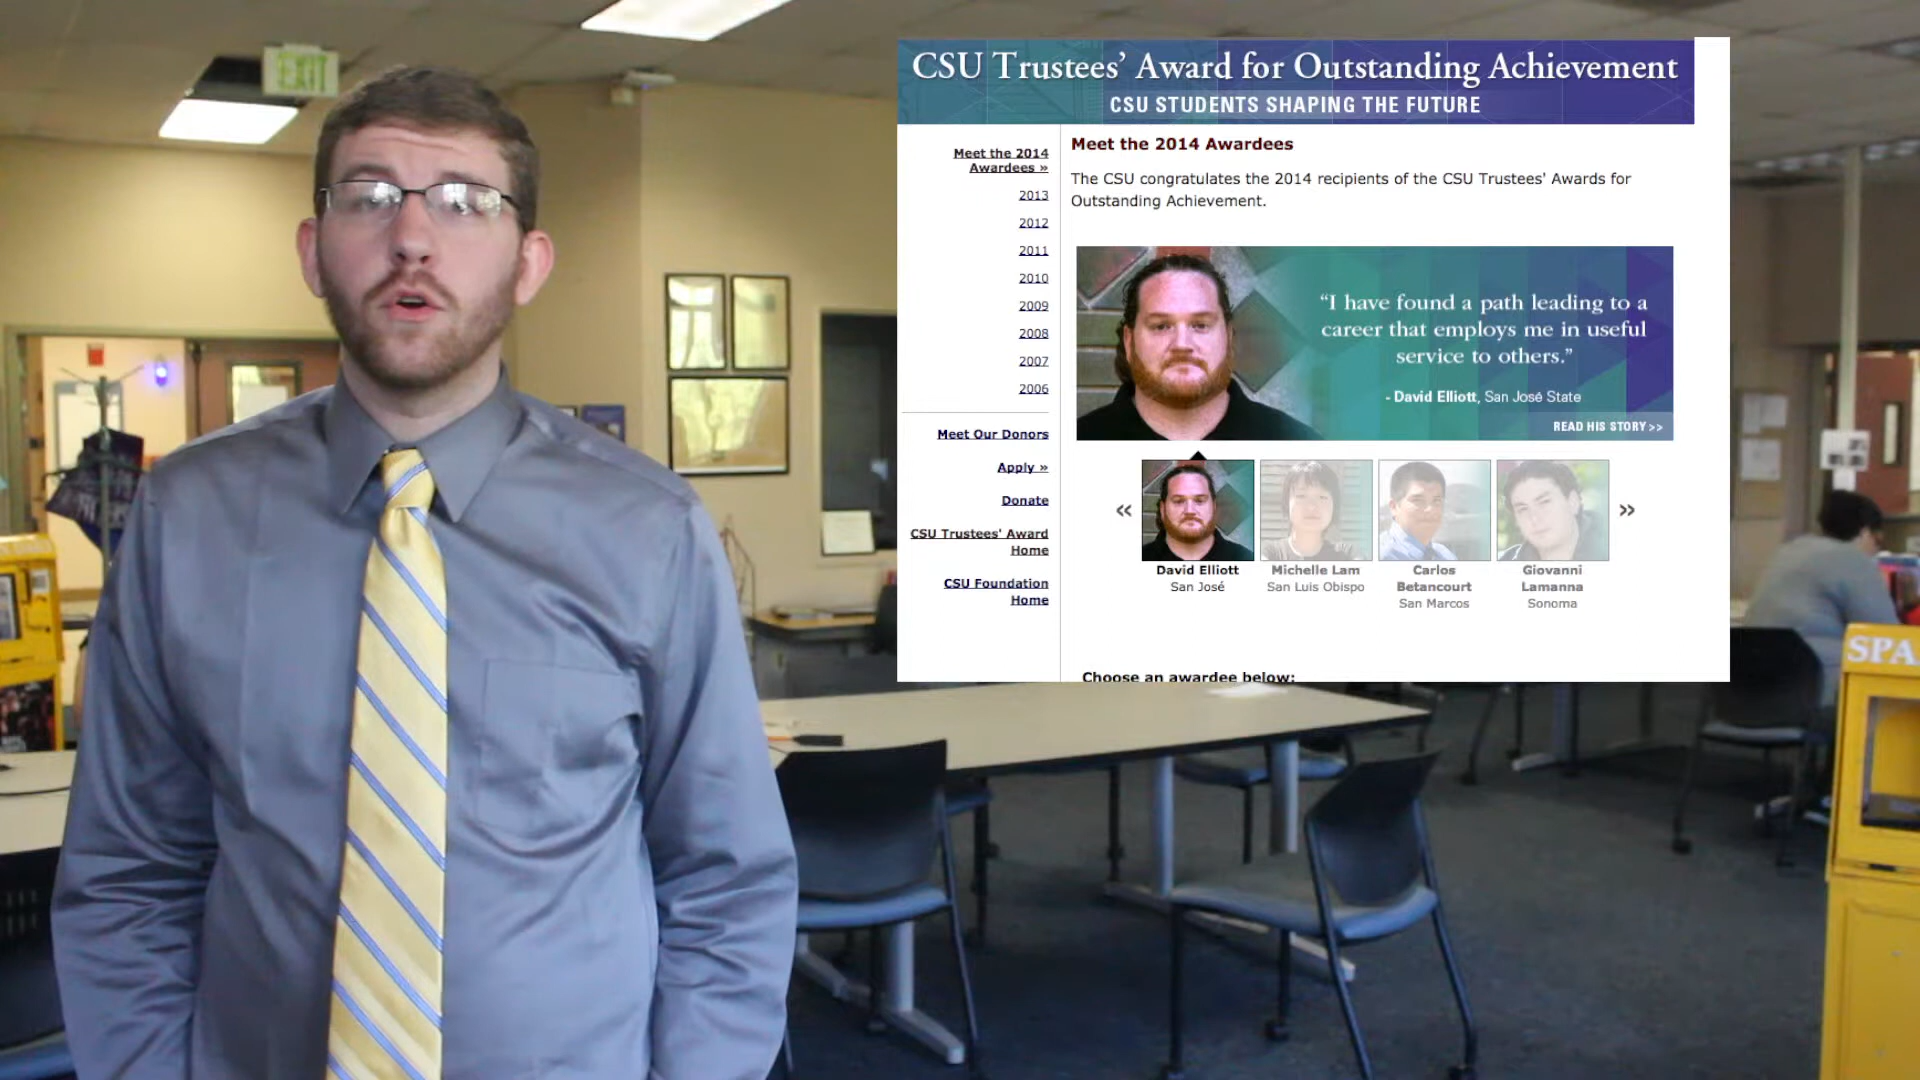 EXIT
CSU Trustees' Award for Outstanding Achievement
CSU STUDENTS SHAPING THE FUTURE
Meet the 2014
Awardees »
2013
2012
2011
2010
2009
2008
2007
2006
Meet Our Donors
Apply »
Donate
CSU Trustees' Award
Home
CSU Foundation
Home
Meet the 2014 Awardees
The CSU congratulates the 2014 recipients of the CSU Trustees' Awards for
Outstanding Achievement.
“I have found a path leading to a
career that employs me in useful
service to others.”
- David Elliott, San José State
READ HIS STORY >>
«
»
David Elliott
San José
Michelle Lam
San Luis Obispo
Carlos
Betancourt
San Marcos
Giovanni
Lamanna
Sonoma
Choose an awardee below:
SPA